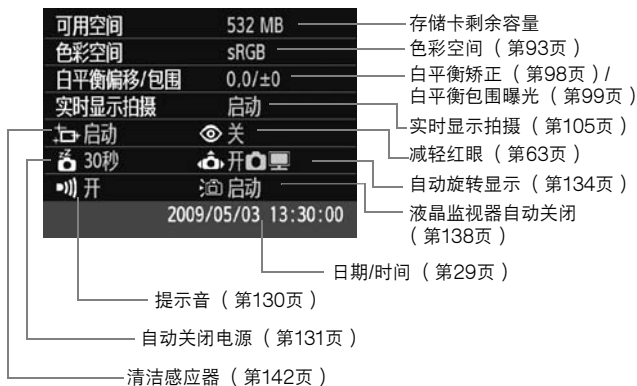 可用空间 532 MB 存储卡剩余容量
色彩空间 sRGB 色彩空间（第93页）
白平衡偏移/包围 0,0/±0 白平衡矫正（第98页）/
白平衡包围曝光（第99页）
实时显示拍摄 启动 实时显示拍摄（第105页）
启动 关 减轻红眼（第63页）
30秒 开 自动旋转显示（第134页）
开 启动 液晶监视器自动关闭
（第138页）
2009/05/03 13:30:00
日期/时间（第29页）
提示音（第130页）
自动关闭电源（第131页）
清洁感应器（第142页）